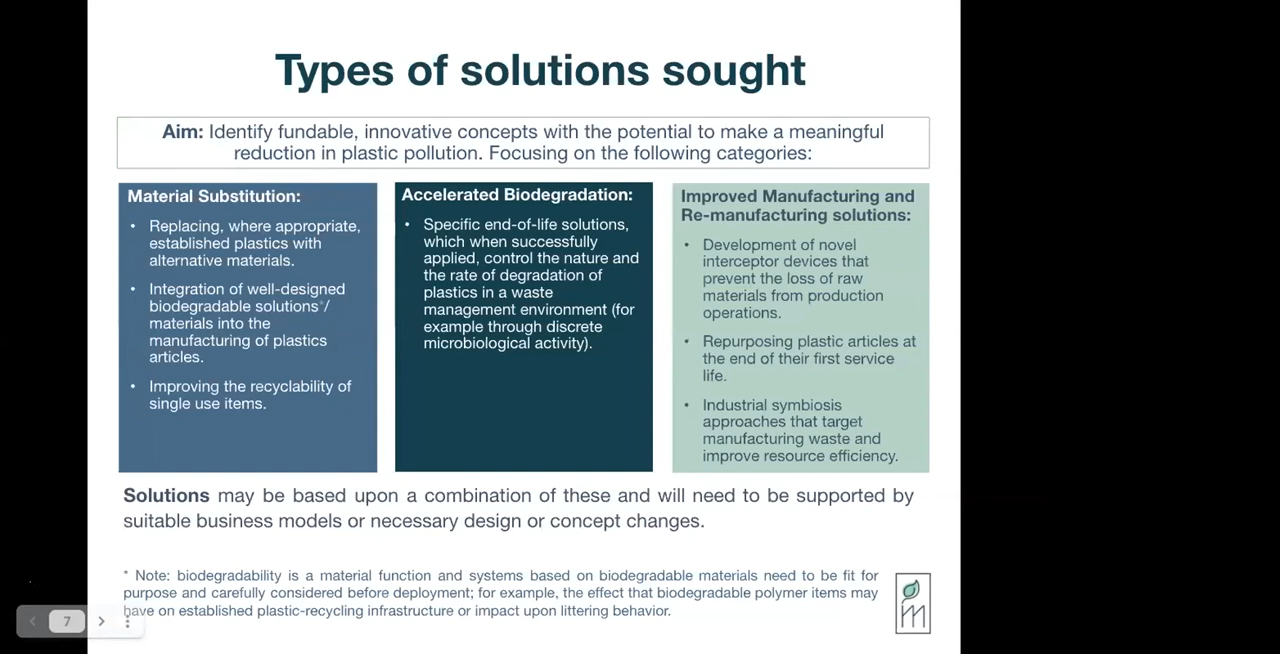 Types of solutions sought
Aim: Identify fundable, innovative concepts with the potential to make a meaningful
reduction in plastic pollution. Focusing on the following categories:
Material Substitution:
• Replacing, where appropriate,
established plastics with
alternative materials.
• Integration of well-designed
biodegradable solutions*/
materials into the
manufacturing of plastics
articles.
• Improving the recyclability of
single use items.
Accelerated Biodegradation:
• Specific end-of-life solutions,
which when successfully
applied, control the nature and
the rate of degradation of
plastics in a waste
management environment (for
example through discrete
microbiological activity).
Improved Manufacturing and
Re-manufacturing solutions:
• Development of novel
interceptor devices that
prevent the loss of raw
materials from production
operations.
• Repurposing plastic articles at
the end of their first service
life.
• Industrial symbiosis
approaches that target
manufacturing waste and
improve resource efficiency.
Solutions may be based upon a combination of these and will need to be supported by
suitable business models or necessary design or concept changes.
* Note: biodegradability is a material function and systems based on biodegradable materials need to be fit for
purpose and carefully considered before deployment; for example, the effect that biodegradable polymer items may
have on established plastic-recycling infrastructure or impact upon littering behavior.
7